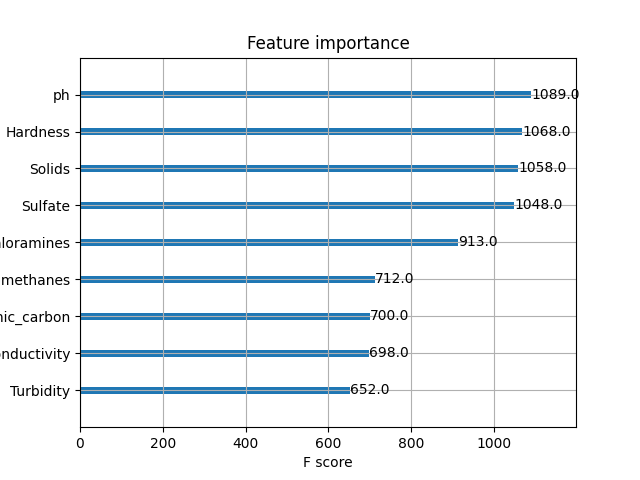 Feature importance
ph 1089.0
Hardness 1068.0
Solids 1058.0
Sulfate 1048.0
loramines 913.0
methanes 712.0
nic_carbon 700.0
onductivity 698.0
Turbidity 652.0
0 200 400 600 800 1000
F score